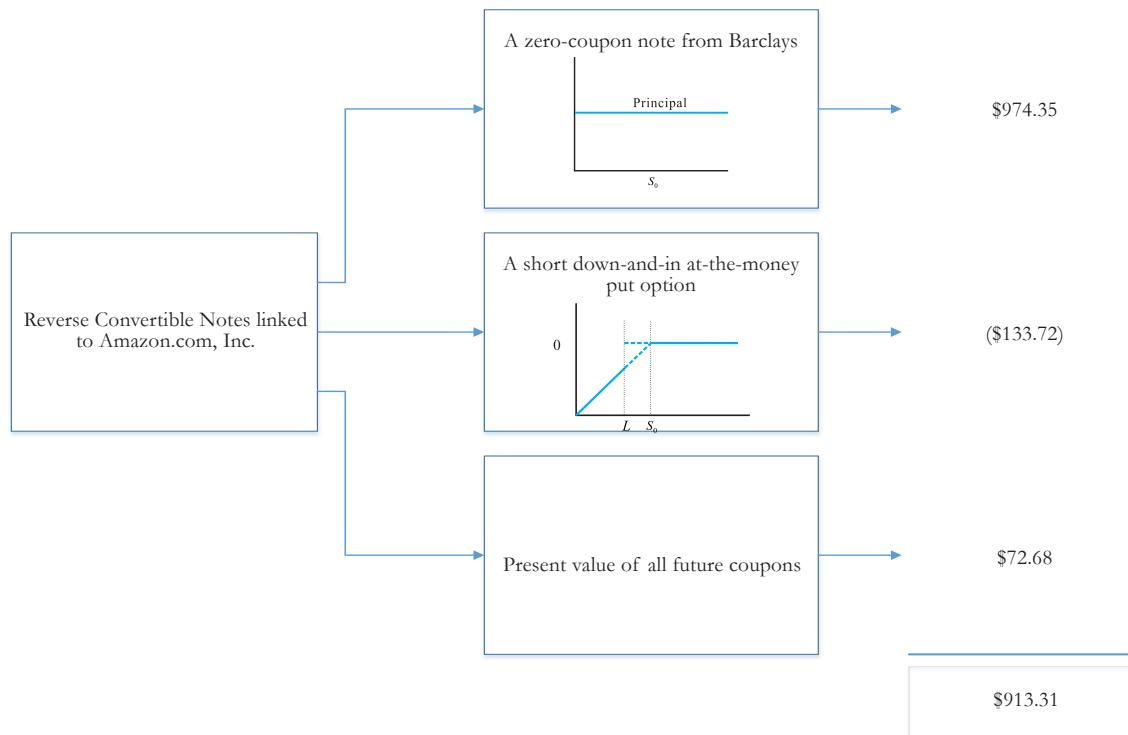 A zero-coupon note from Barclays
Principal
S₀
$974.35
Reverse Convertible Notes linked
to Amazon.com, Inc.
A short down-and-in at-the-money
put option
0
L S₀
($133.72)
Present value of all future coupons
$72.68
$913.31